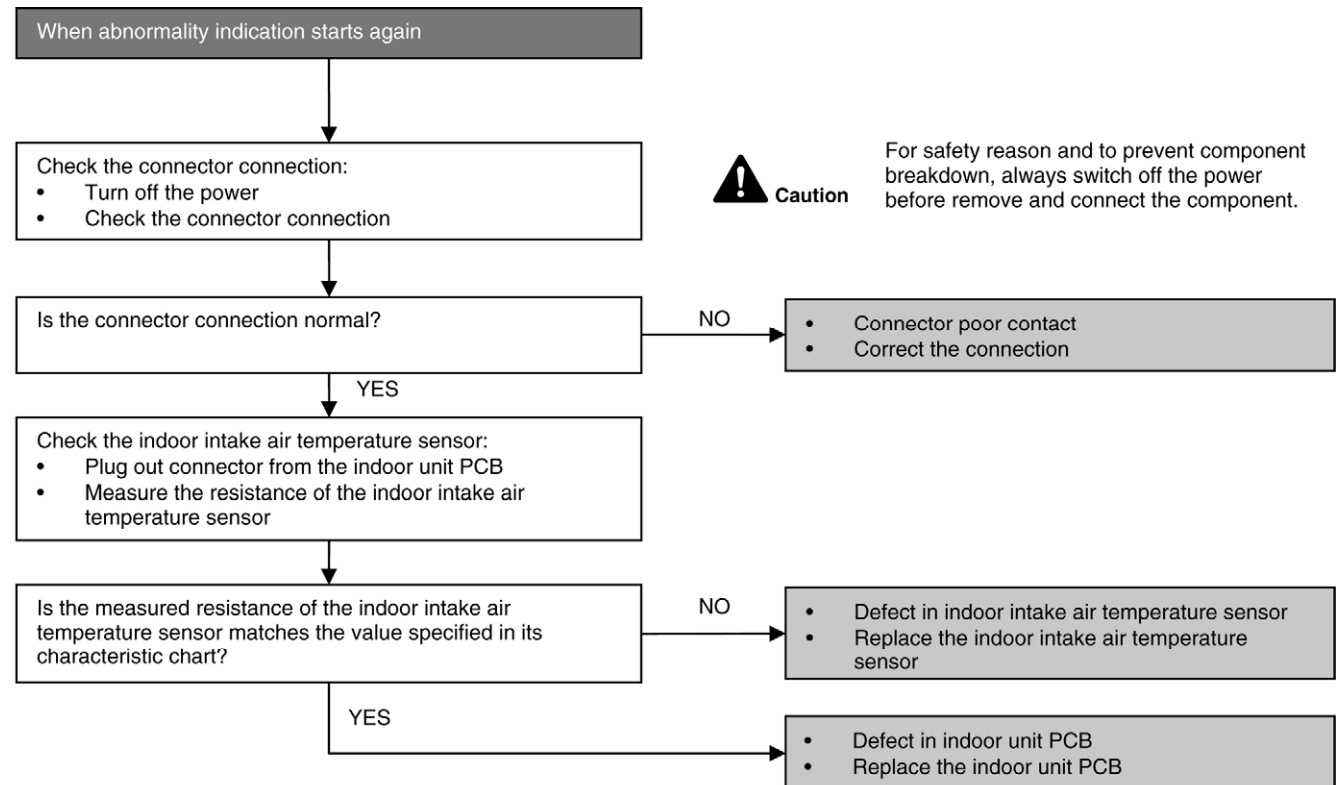 When abnormality indication starts again
Check the connector connection:
• Turn off the power
• Check the connector connection
Caution
For safety reason and to prevent component
breakdown, always switch off the power
before remove and connect the component.
Is the connector connection normal?
NO
• Connector poor contact
• Correct the connection
YES
Check the indoor intake air temperature sensor:
• Plug out connector from the indoor unit PCB
• Measure the resistance of the indoor intake air
temperature sensor
Is the measured resistance of the indoor intake air
temperature sensor matches the value specified in its
characteristic chart?
NO
• Defect in indoor intake air temperature sensor
• Replace the indoor intake air temperature
sensor
YES
• Defect in indoor unit PCB
• Replace the indoor unit PCB